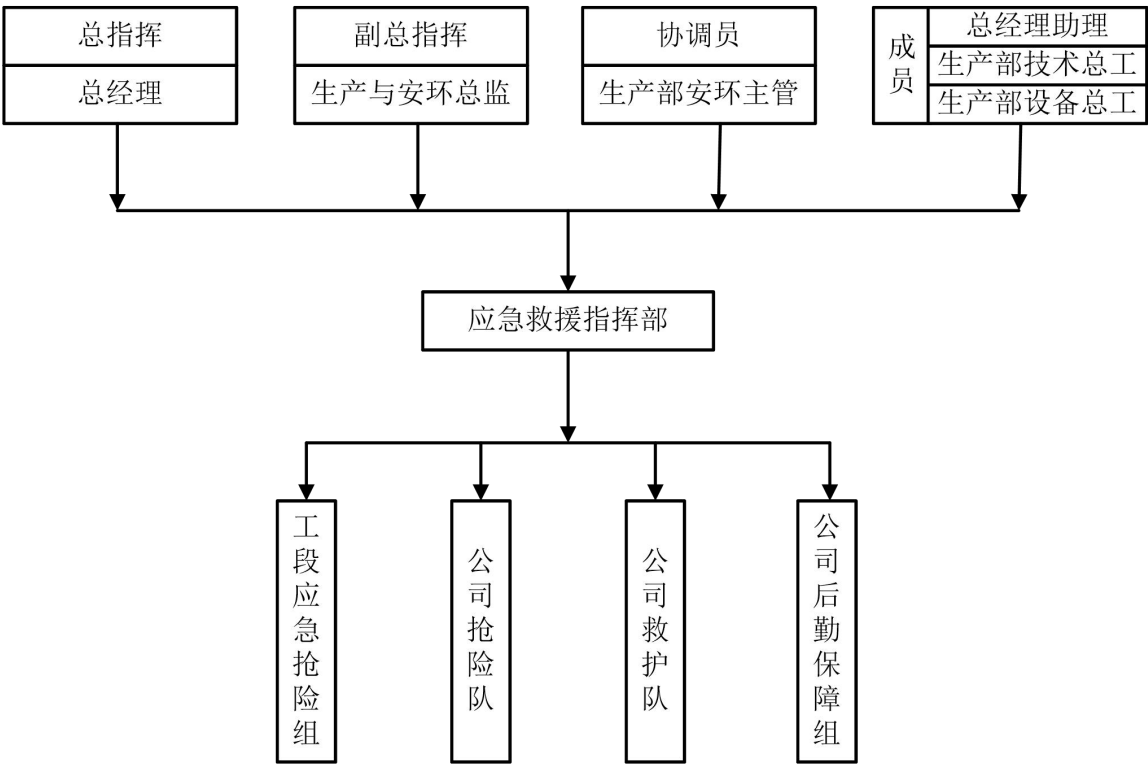 总指挥
总经理
副总指挥
生产与安环总监
协调员
生产部安环主管
成员
总经理助理
生产部技术总工
生产部设备总工
应急救援指挥部
工段应急抢险组
公司抢险队
公司救护队
公司后勤保障组